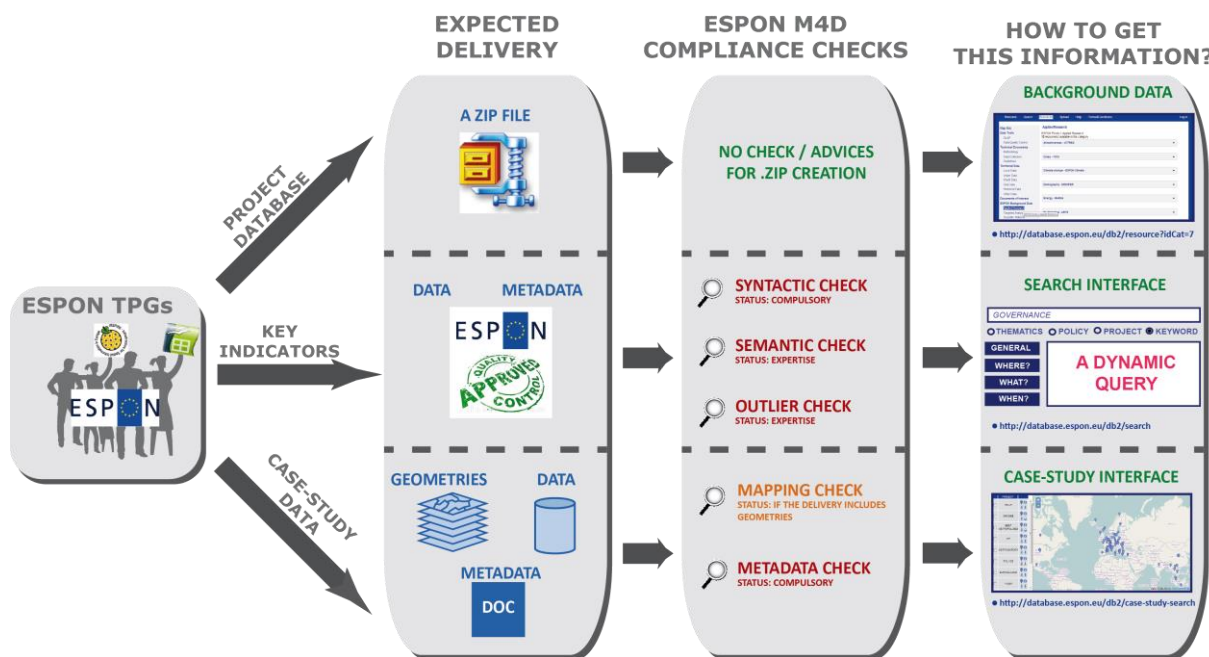 EXPECTED
DELIVERY
ESPON M4D
COMPLIANCE CHECKS
HOW TO GET
THIS INFORMATION?
ESPON TPGs
ESPON
PROJECT
DATABASE
KEY
INDICATORS
CASE-STUDY
DATA
A ZIP FILE
DATA
METADATA
ESPON
QUALITY
APPROVED
CONTROL
GEOMETRIES
DATA
METADATA
DOC
NO CHECK / ADVICES
FOR .ZIP CREATION
SYNTACTIC CHECK
STATUS: COMPULSORY
SEMANTIC CHECK
STATUS: EXPERTISE
OUTLIER CHECK
STATUS: EXPERTISE
MAPPING CHECK
STATUS: IF THE DELIVERY INCLUDES
GEOMETRIES
METADATA CHECK
STATUS: COMPULSORY
BACKGROUND DATA
http://database.espon.eu/db2/resource?idCat=7
SEARCH INTERFACE
GOVERNANCE
THEMATICS POLICY PROJECT KEYWORD
GENERAL
WHERE?
WHAT?
WHEN?
A DYNAMIC
QUERY
http://database.espon.eu/db2/search
CASE-STUDY INTERFACE
http://database.espon.eu/db2/case-study-search